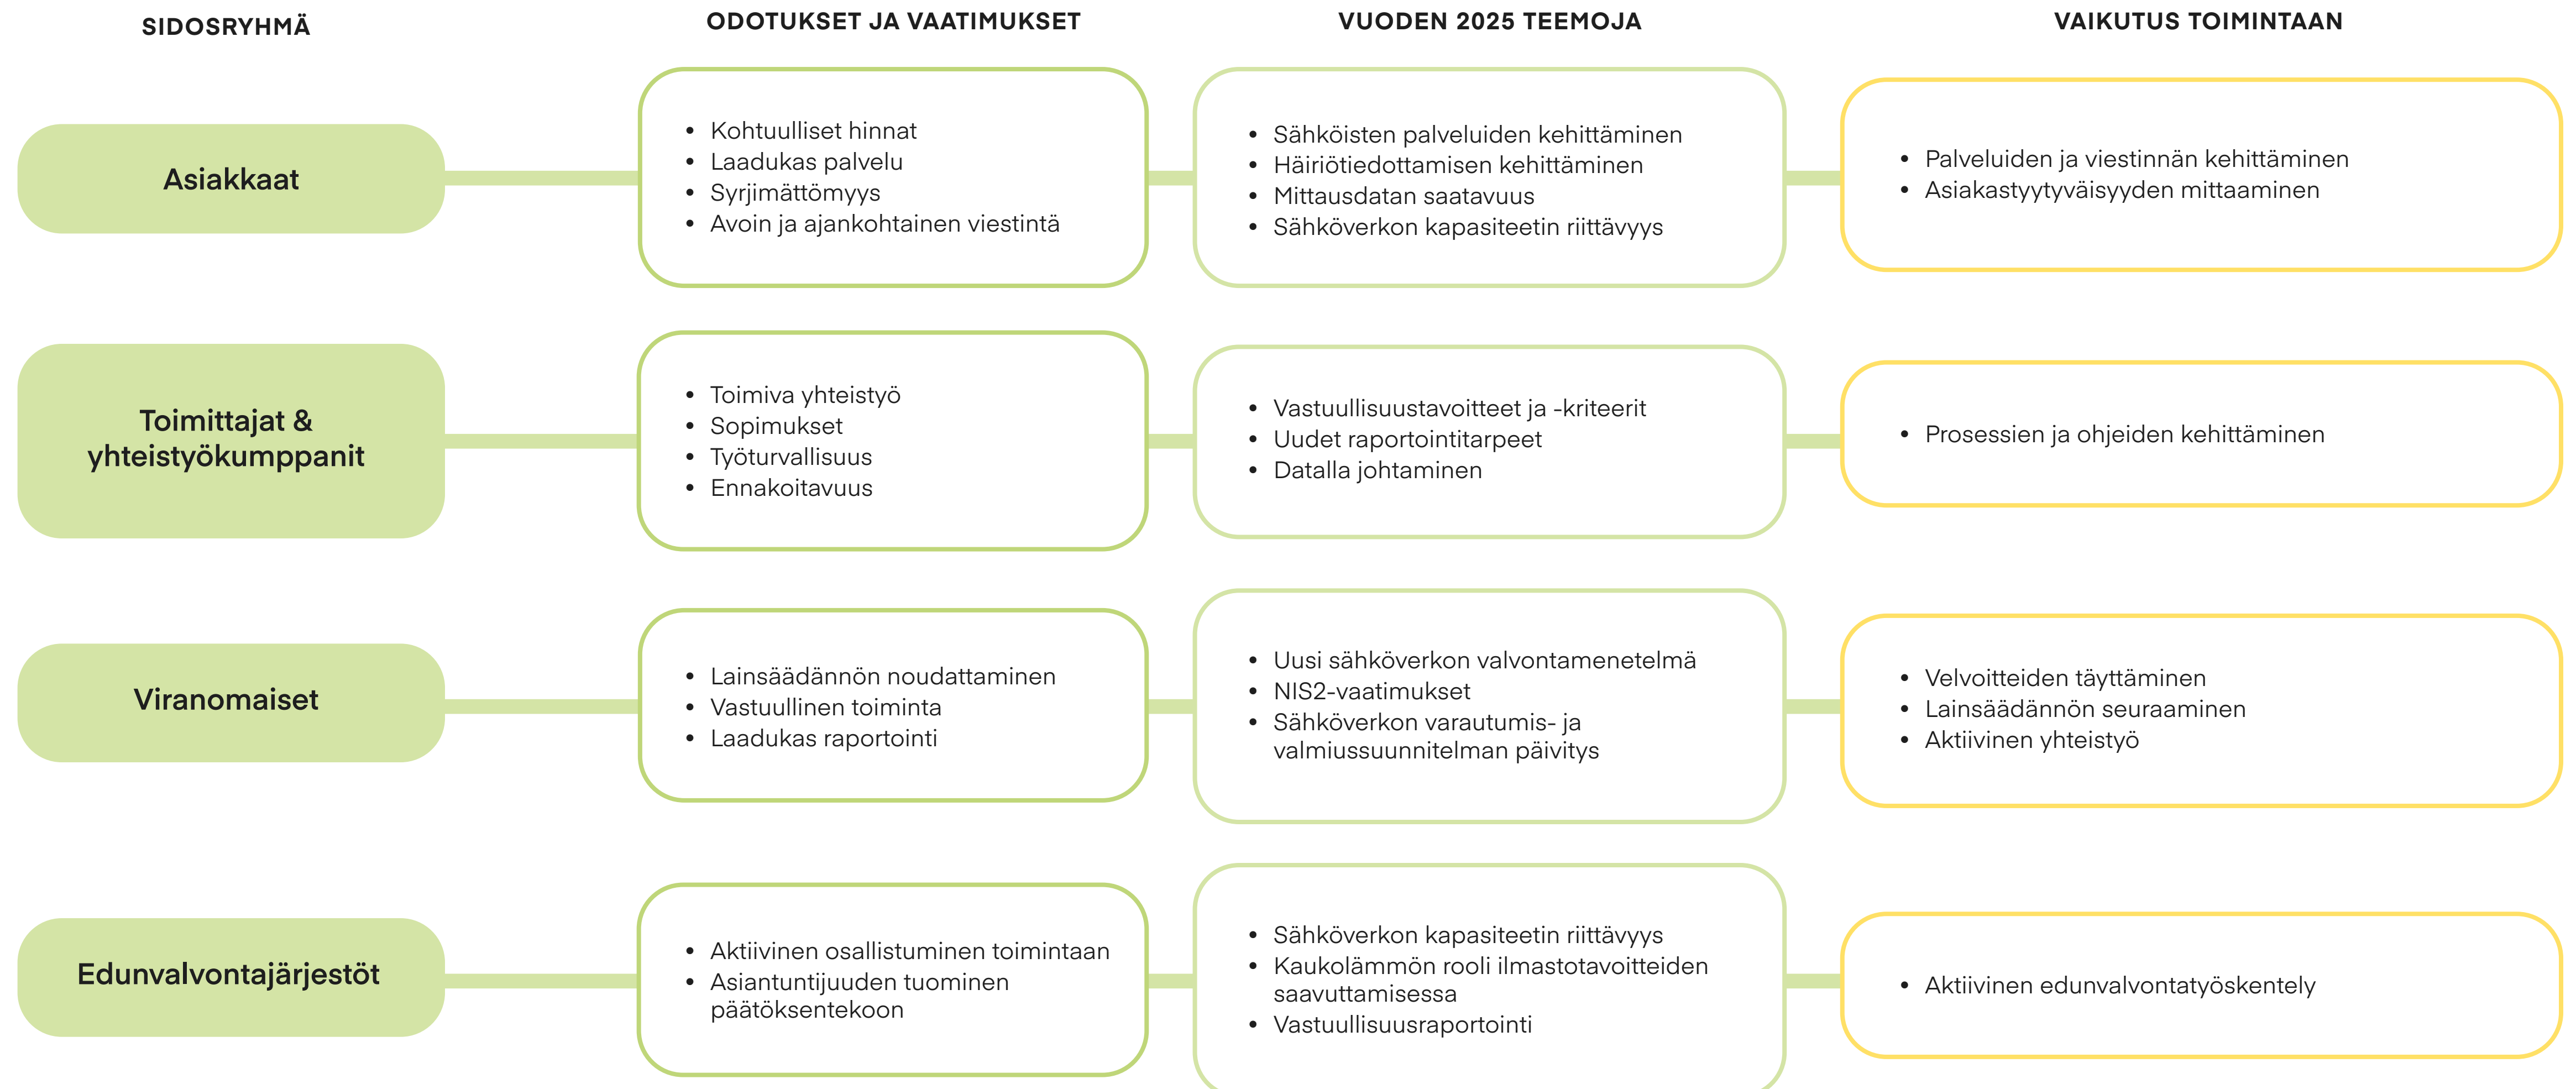 SIDOSRYHMÄ
ODOTUKSET JA VAATIMUKSET
VUODEN 2025 TEEMOJA
VAIKUTUS TOIMINTAAN
Asiakkaat
• Kohtuulliset hinnat
• Laadukas palvelu
• Syrjimättömyys
• Avoin ja ajankohtainen viestintä
• Sähköisten palveluiden kehittäminen
• Häiriötiedottamisen kehittäminen
• Mittausdatan saatavuus
• Sähköverkon kapasiteetin riittävyys
• Palveluiden ja viestinnän kehittäminen
• Asiakastyytyväisyyden mittaaminen
Toimittajat &
yhteistyökumppanit
• Toimiva yhteistyö
• Sopimukset
• Työturvallisuus
• Ennakoitavuus
• Vastuullisuustavoitteet ja -kriteerit
• Uudet raportointitarpeet
• Datalla johtaminen
• Prosessien ja ohjeiden kehittäminen
Viranomaiset
• Lainsäädännön noudattaminen
• Vastuullinen toiminta
• Laadukas raportointi
• Uusi sähköverkon valvontamenetelmä
• NIS2-vaatimukset
• Sähköverkon varautumis- ja
valmiussuunnitelman päivitys
• Velvoitteiden täyttäminen
• Lainsäädännön seuraaminen
• Aktiivinen yhteistyö
Edunvalvontajärjestöt
• Aktiivinen osallistuminen toimintaan
• Asiantuntijuuden tuominen
päätöksentekoon
• Sähköverkon kapasiteetin riittävyys
• Kaukolämmön rooli ilmastotavoitteiden
saavuttamisessa
• Vastuullisuusraportointi
• Aktiivinen edunvalvontatyöskentely